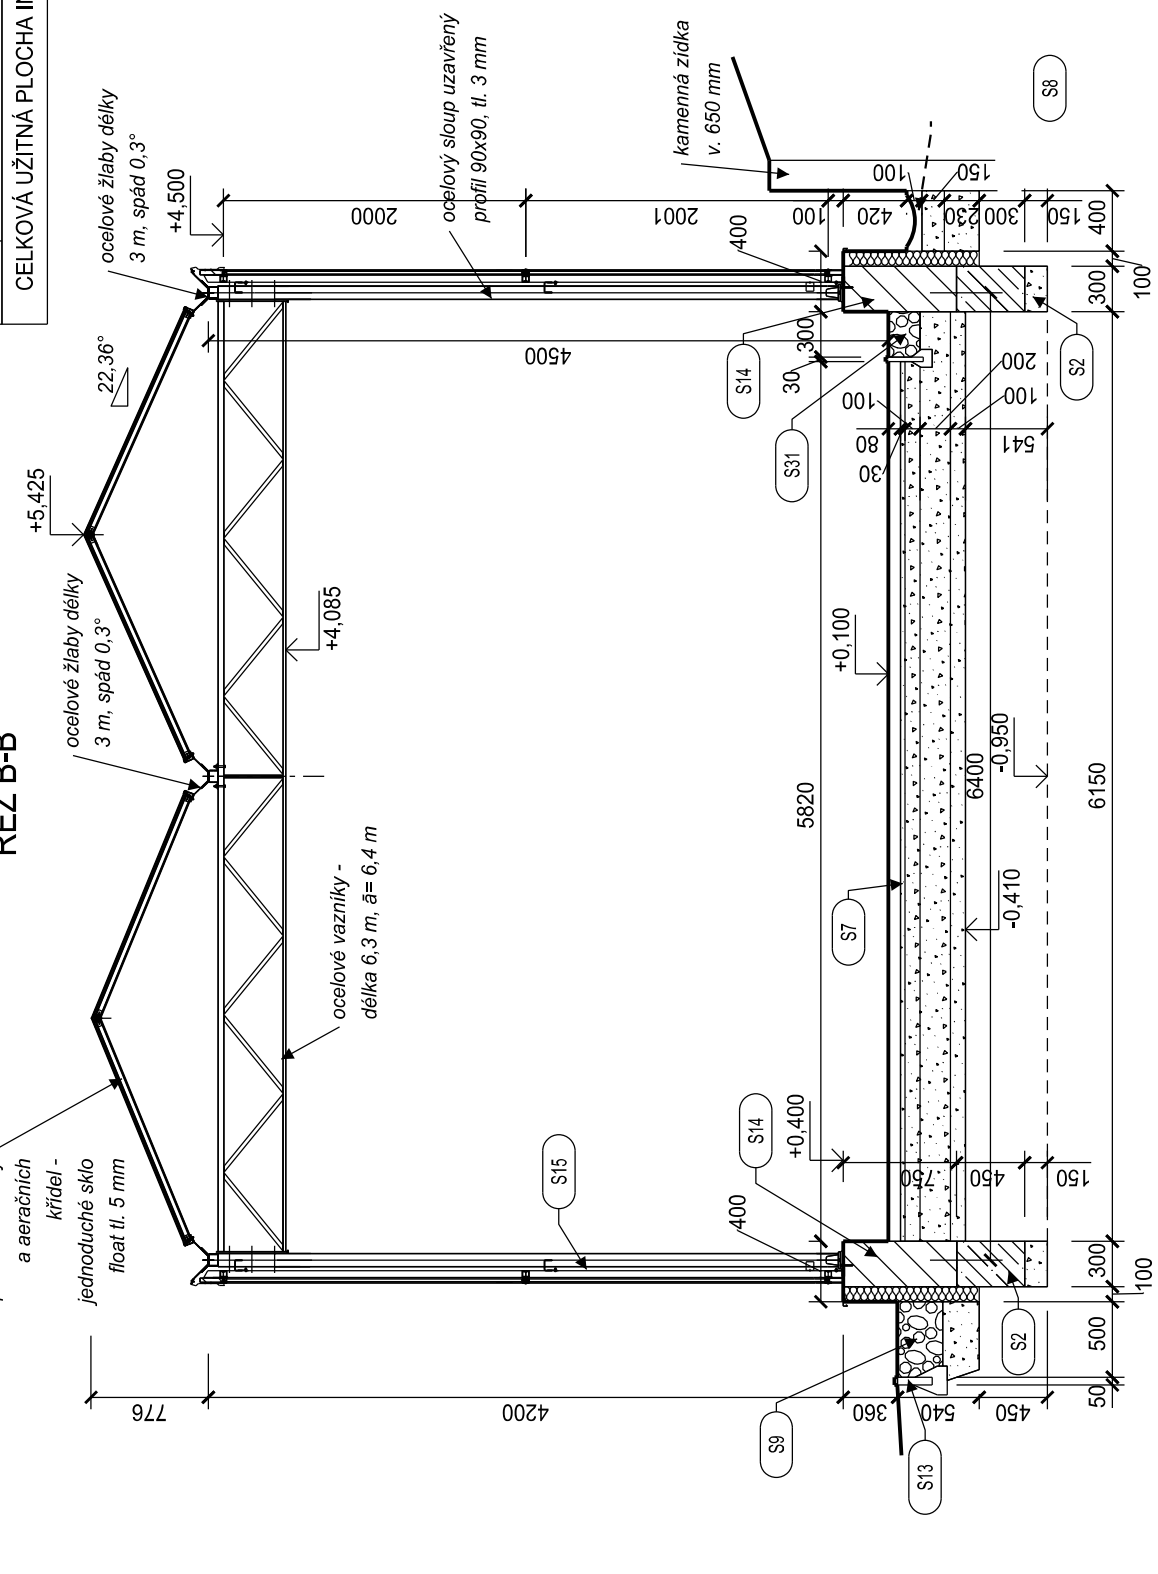 CELKOVÁ UŽITNÁ PLOCHA
ŘEZ B-B
a aeračních
křídel -
jednoduché sklo
float tl. 5 mm
ocelové žlaby délky
3 m, spád 0,3°
+5,425
22,36°
ocelové žlaby délky
3 m, spád 0,3°
+4,500
ocelový sloup uzavřený
profil 90x90, tl. 3 mm
kamenná zídka
v. 650 mm
S8
ocelové vazníky -
délka 6,3 m, ā= 6,4 m
+4,085
776
4200
360
540
450
4500
2000
2001
100
420
230
300
150
100
150
400
400
S15
S14
+0,400
S9
S13
S2
750
450
150
5820
S7
+0,100
-0,410
-0,950
6400
S31
S14
S2
30
300
100
80
30
200
100
541
50
500
100
300
6150
300
100
400